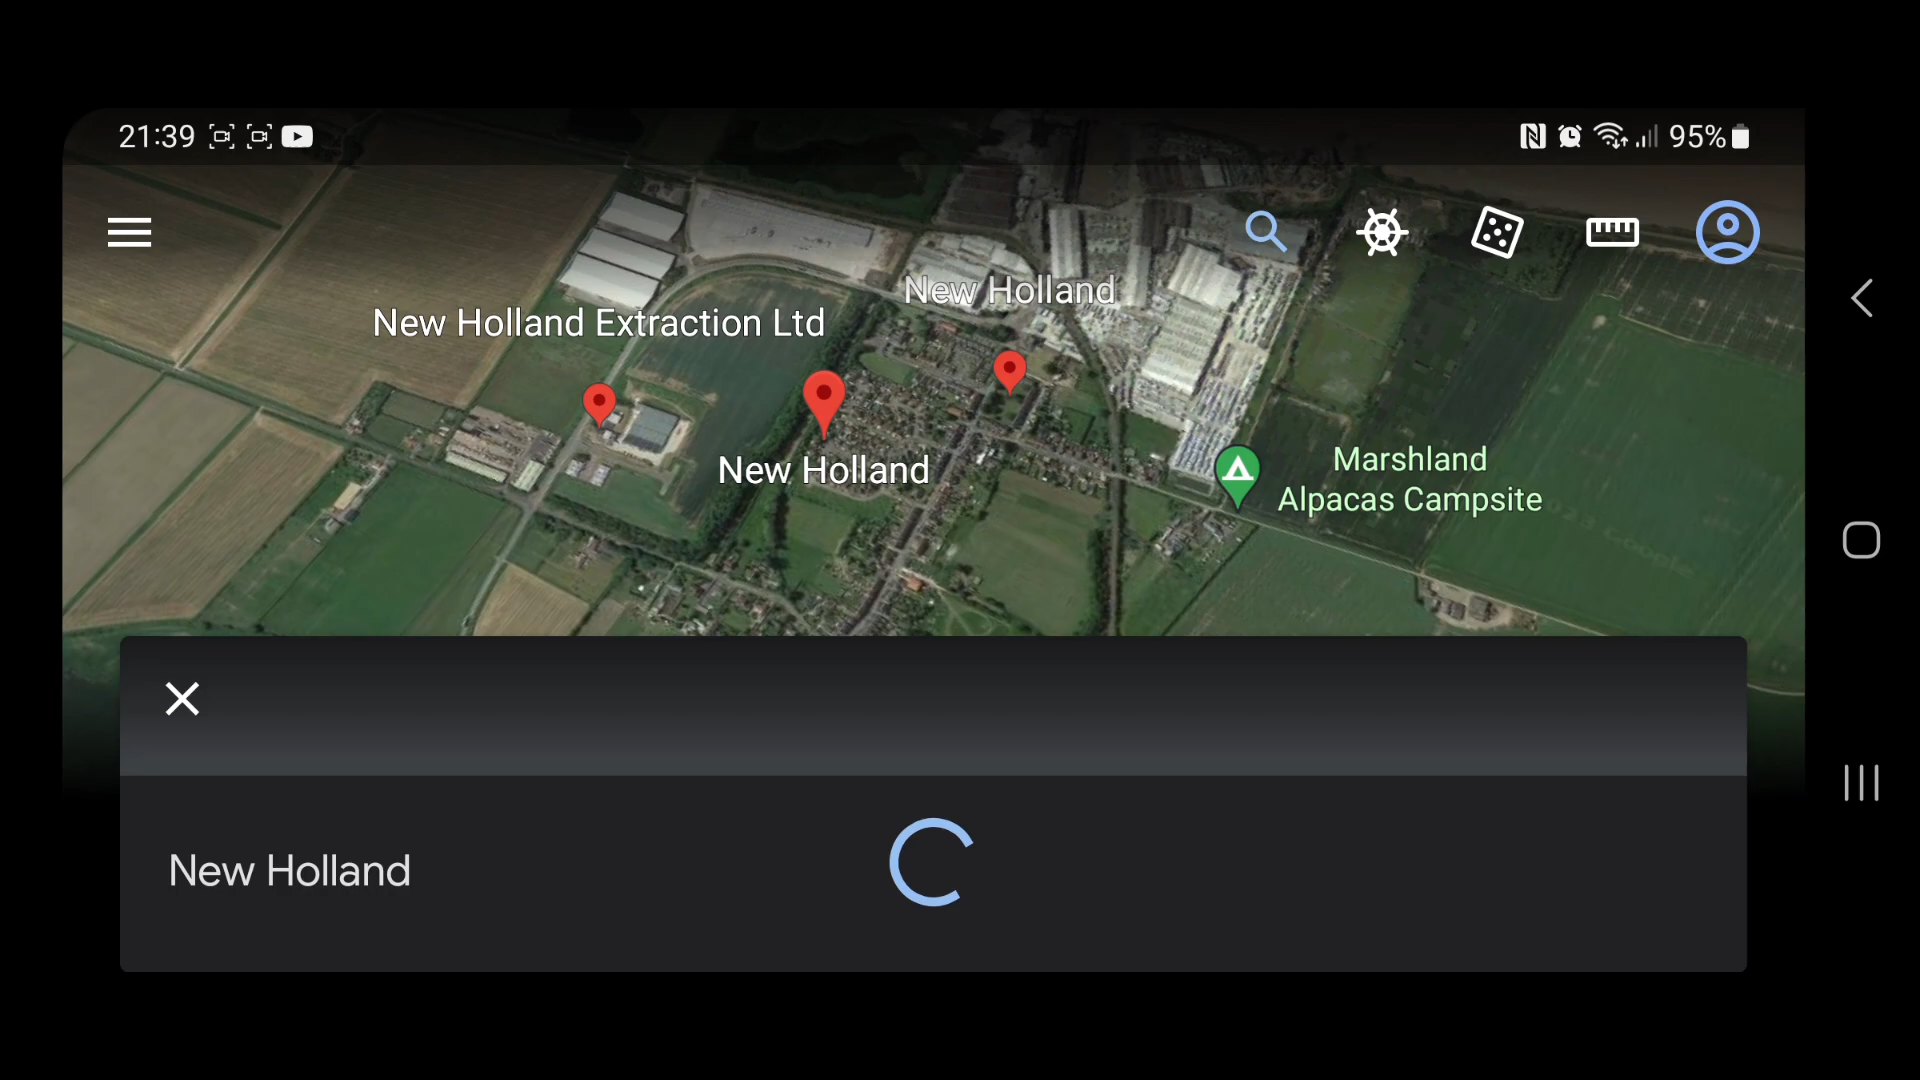 21:39
95%
New Holland
New Holland Extraction Ltd
New Holland
Marshland
Alpacas Campsite
New Holland